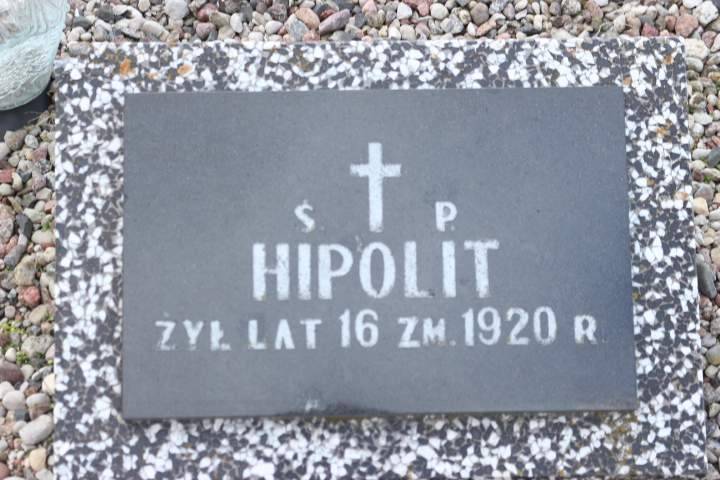 Ś. P.
HIPOLIT
ŻYŁ LAT 16 ZM. 1920 R.